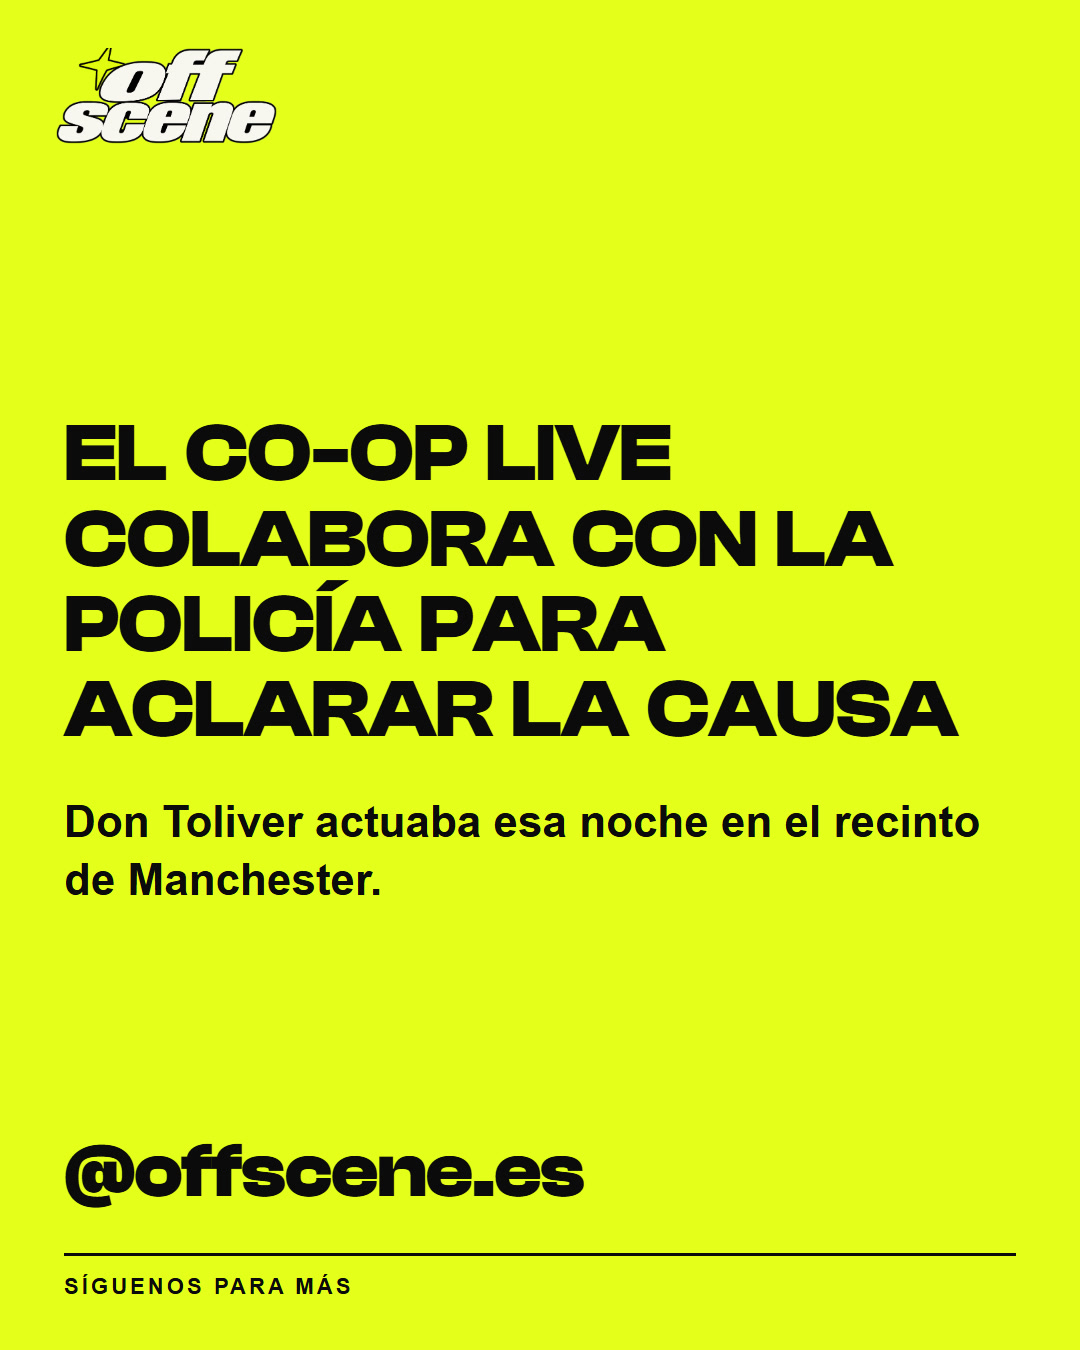 off
scene
EL CO-OP LIVE
COLABORA CON LA
POLICÍA PARA
ACLARAR LA CAUSA
Don Toliver actuaba esa noche en el recinto
de Manchester.
@offscene.es
SÍGUENOS PARA MÁS